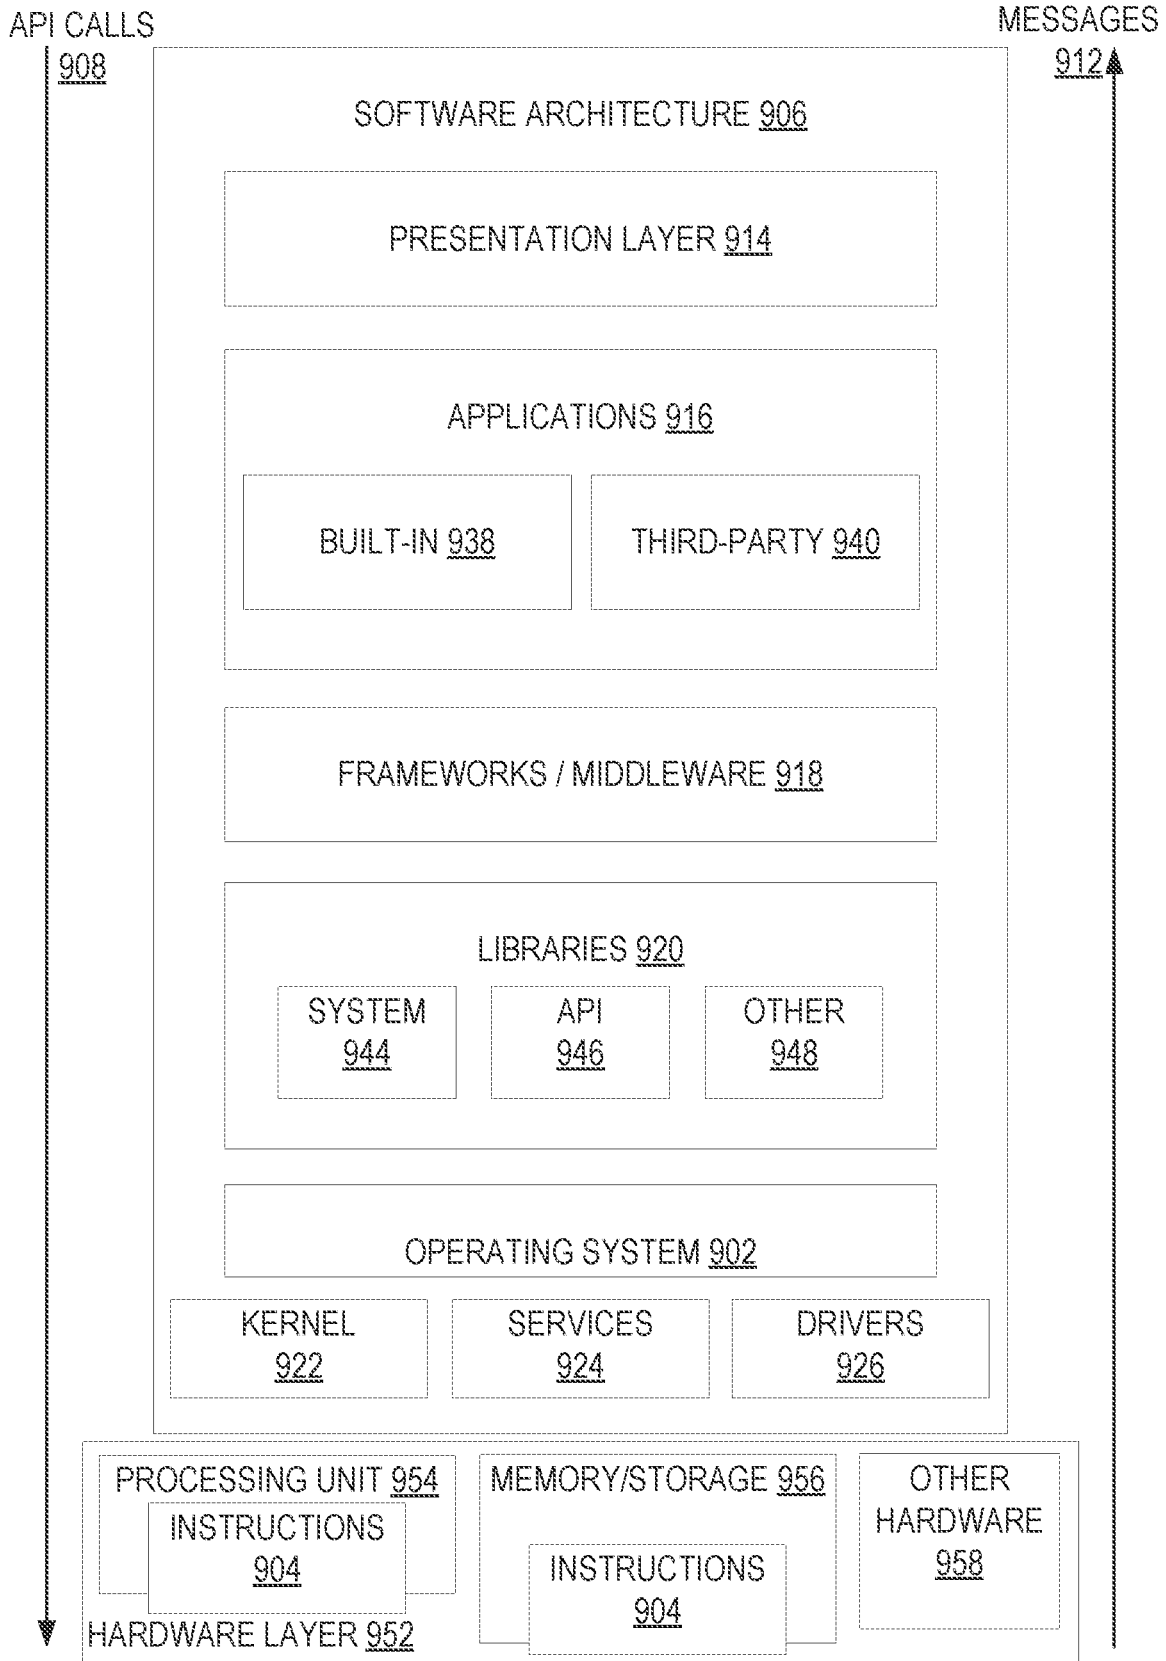 API CALLS
908
MESSAGES
912
SOFTWARE ARCHITECTURE 906
PRESENTATION LAYER 914
APPLICATIONS 916
BUILT-IN 938
THIRD-PARTY 940
FRAMEWORKS / MIDDLEWARE 918
LIBRARIES 920
SYSTEM
944
API
946
OTHER
948
OPERATING SYSTEM 902
KERNEL
922
SERVICES
924
DRIVERS
926
PROCESSING UNIT 954
INSTRUCTIONS
904
MEMORY/STORAGE 956
INSTRUCTIONS
904
OTHER
HARDWARE
958
HARDWARE LAYER 952